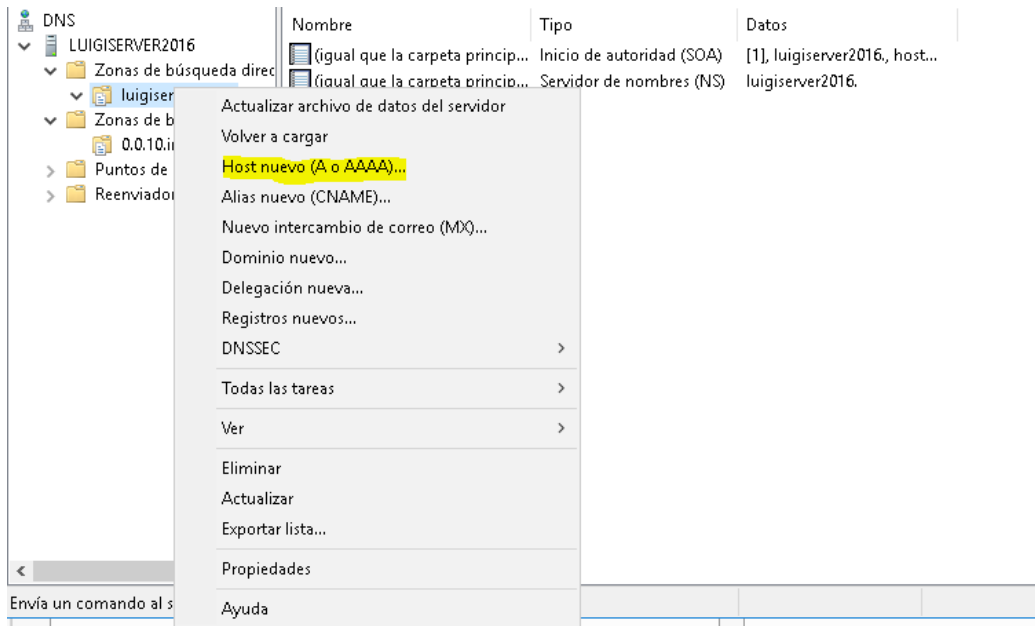 DNS
LUIGISERVER2016
Zonas de búsqueda direc
luigiser
Zonas de b
0.0.10.i
Puntos de
Reenviado
Nombre Tipo Datos
(igual que la carpeta princip... Inicio de autoridad (SOA) [1], luigiserver2016., host...
(igual que la carpeta princip... Servidor de nombres (NS) luigiserver2016.
Actualizar archivo de datos del servidor
Volver a cargar
Host nuevo (A o AAAA)...
Alias nuevo (CNAME)...
Nuevo intercambio de correo (MX)...
Dominio nuevo...
Delegación nueva...
Registros nuevos...
DNSSEC
Todas las tareas
Ver
Eliminar
Actualizar
Exportar lista...
Propiedades
Ayuda
Envía un comando al s